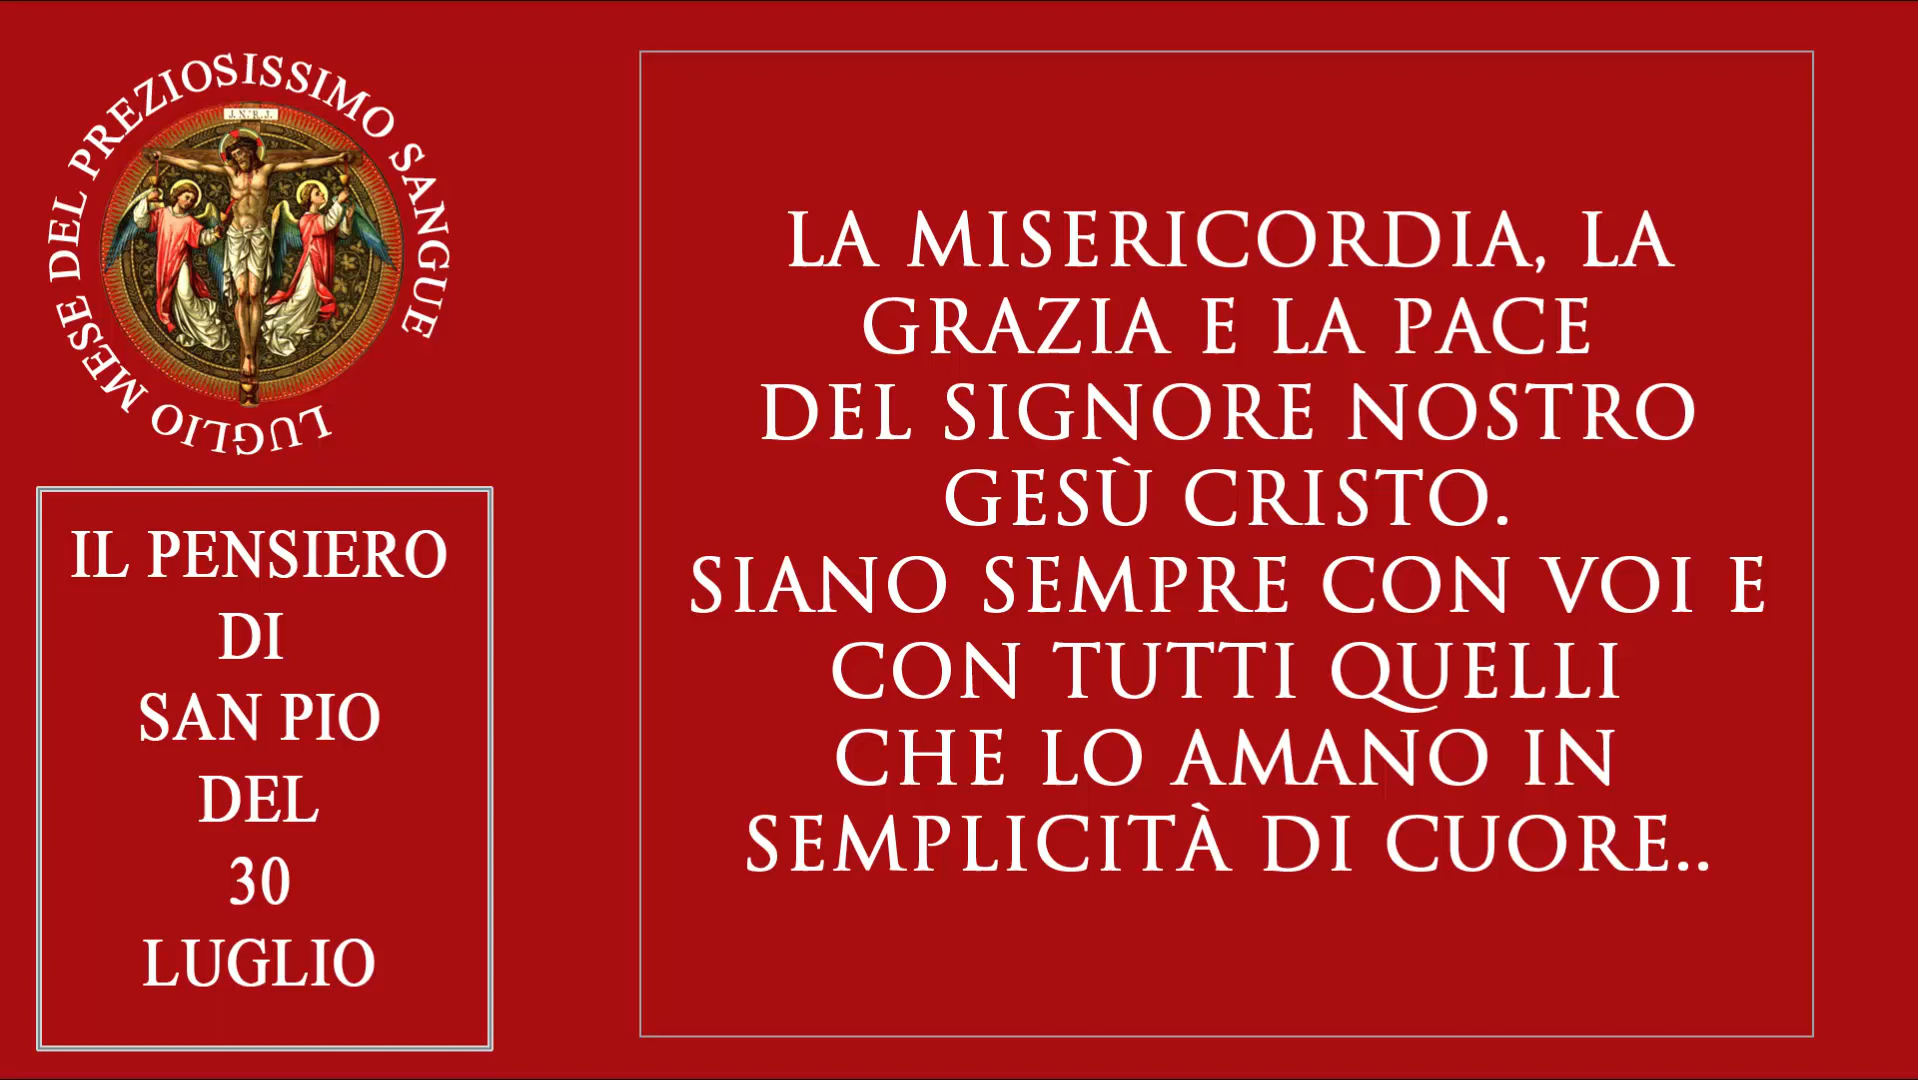 LUGLIO MESE DEL PREZIOSISSIMO SANGUE
J.N.R.J.
IL PENSIERO
DI
SAN PIO
DEL
30
LUGLIO
LA MISERICORDIA, LA
GRAZIA E LA PACE
DEL SIGNORE NOSTRO
GESÙ CRISTO.
SIANO SEMPRE CON VOI E
CON TUTTI QUELLI
CHE LO AMANO IN
SEMPLICITÀ DI CUORE..